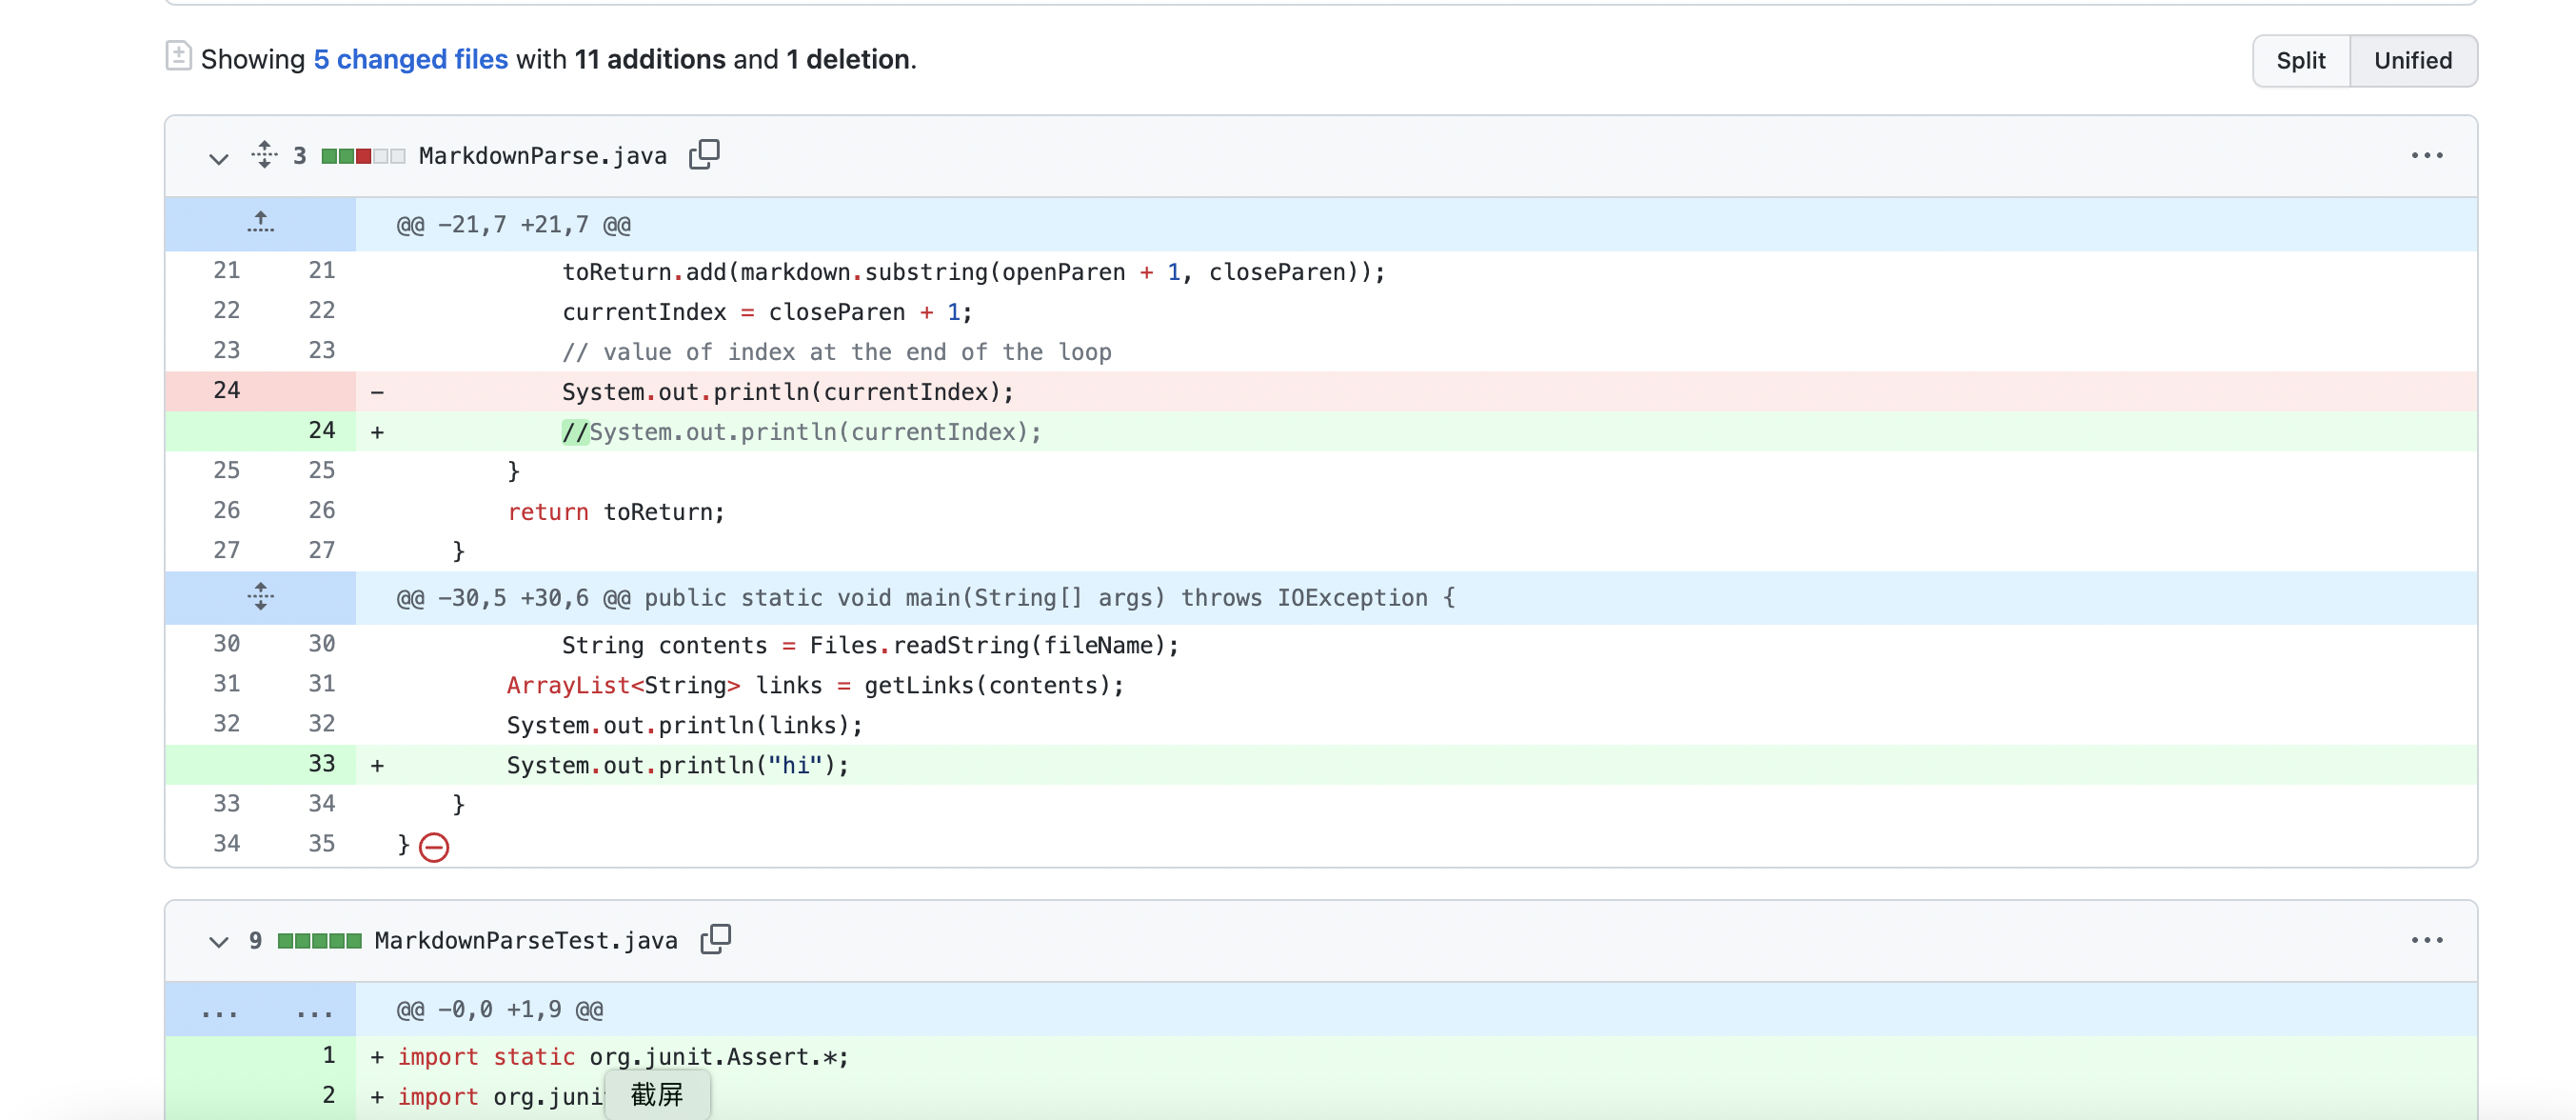 Showing 5 changed files with 11 additions and 1 deletion.
Split Unified
3 MarkdownParse.java
@@ -21,7 +21,7 @@
21 21 toReturn.add(markdown.substring(openParen + 1, closeParen));
22 22 currentIndex = closeParen + 1;
23 23 // value of index at the end of the loop
24 - System.out.println(currentIndex);
24 + //System.out.println(currentIndex);
25 25 }
26 26 return toReturn;
27 27 }
@@ -30,5 +30,6 @@ public static void main(String[] args) throws IOException {
30 30 String contents = Files.readString(fileName);
31 31 ArrayList<String> links = getLinks(contents);
32 32 System.out.println(links);
33 + System.out.println("hi");
33 34 }
34 35 }
9 MarkdownParseTest.java
... ... @@ -0,0 +1,9 @@
1 + import static org.junit.Assert.*;
2 + import org.juni
截屏